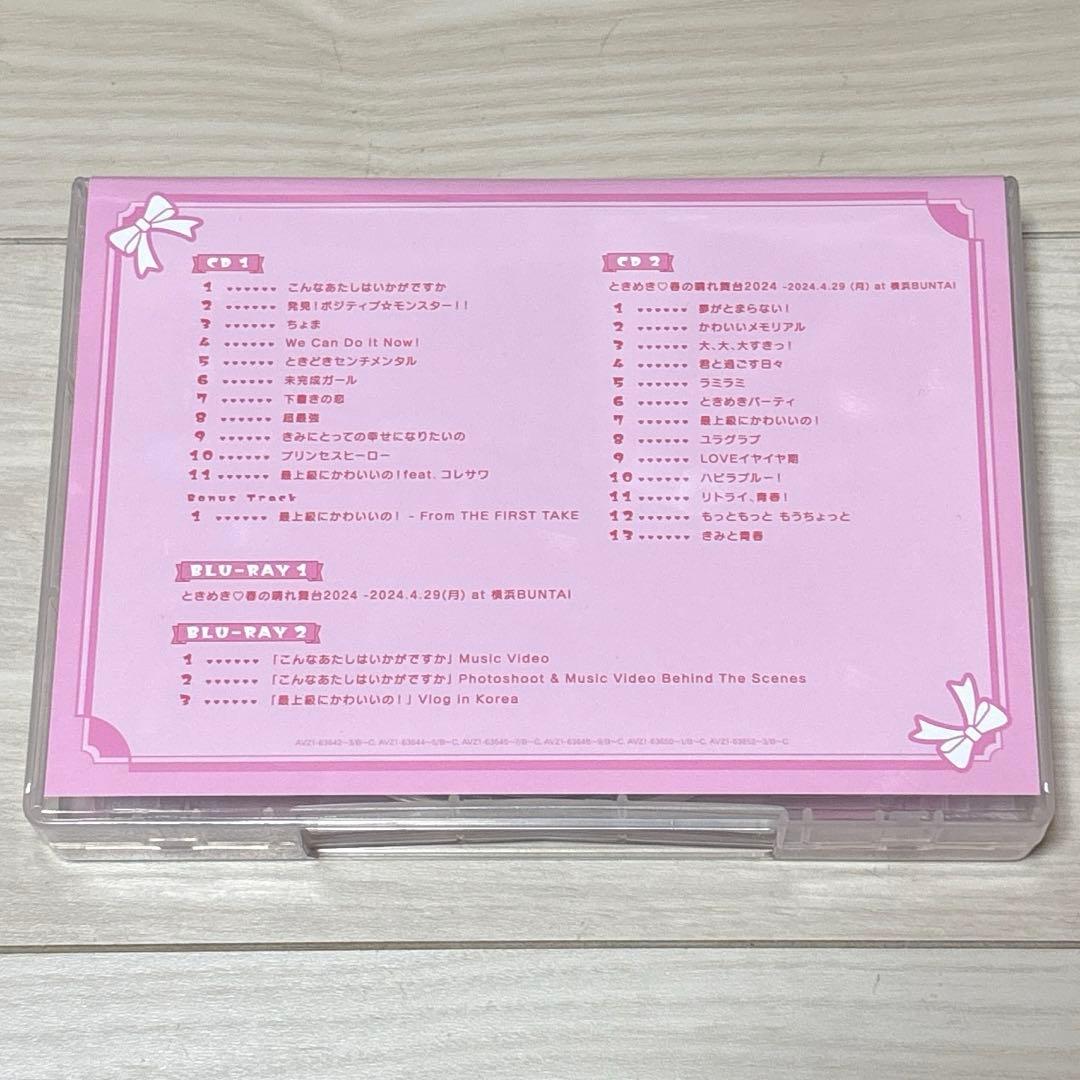 CD 1
1 ♥♥♥♥♥♥ こんなあたしはいかがですか
2 ♥♥♥♥♥♥ 発見!ポジティブ☆モンスター!!
3 ♥♥♥♥♥♥ ちょま
4 ♥♥♥♥♥♥ We Can Do It Now!
5 ♥♥♥♥♥♥ ときどきセンチメンタル
6 ♥♥♥♥♥♥ 未完成ガール
7 ♥♥♥♥♥♥ 下書きの恋
8 ♥♥♥♥♥♥ 超最強
9 ♥♥♥♥♥♥ きみにとっての幸せになりたいの
10 ♥♥♥♥♥♥ プリンセスヒーロー
11 ♥♥♥♥♥♥ 最上級にかわいいの!feat. コレサワ
Bonus Track
1 ♥♥♥♥♥♥ 最上級にかわいいの! - From THE FIRST TAKE
CD 2
ときめき♡春の晴れ舞台2024 -2024.4.29 (月) at 横浜BUNTAI
1 ♥♥♥♥♥♥ 夢がとまらない!
2 ♥♥♥♥♥♥ かわいいメモリアル
3 ♥♥♥♥♥♥ 大、大、大すきっ!
4 ♥♥♥♥♥♥ 君と過ごす日々
5 ♥♥♥♥♥♥ ラミラミ
6 ♥♥♥♥♥♥ ときめきパーティ
7 ♥♥♥♥♥♥ 最上級にかわいいの!
8 ♥♥♥♥♥♥ ユラグラブ
9 ♥♥♥♥♥♥ LOVEイヤイヤ期
10 ♥♥♥♥♥♥ ハピラブルー!
11 ♥♥♥♥♥♥ リトライ、青春!
12 ♥♥♥♥♥♥ もっともっと もうちょっと
13 ♥♥♥♥♥♥ きみと青春
BLU-RAY 1
ときめき♡春の晴れ舞台2024 -2024.4.29(月) at 横浜BUNTAI
BLU-RAY 2
1 ♥♥♥♥♥♥ 「こんなあたしはいかがですか」 Music Video
2 ♥♥♥♥♥♥ 「こんなあたしはいかがですか」 Photoshoot & Music Video Behind The Scenes
3 ♥♥♥♥♥♥ 「最上級にかわいいの!」 Vlog in Korea
AVZ1-63642~3/B~C, AVZ1-63644~5/B~C, AVZ1-63646~7/B~C, AVZ1-63648~9/B~C, AVZ1-63650~1/B~C, AVZ1-63652~3/B~C